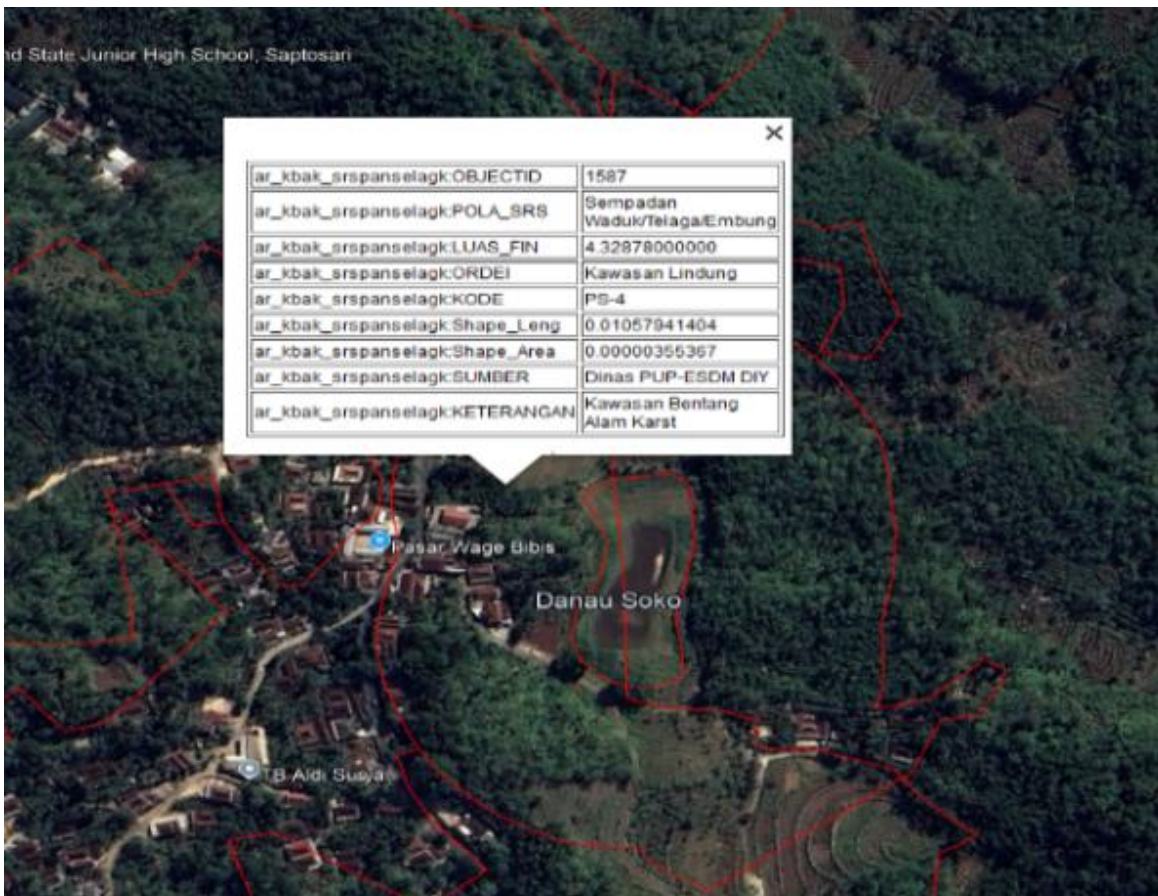 nd State Junior High School, Saptosari
×
ar_kbak_srspanselagk:OBJECTID 1587
ar_kbak_srspanselagk:POLA_SRS Sempadan
Waduk/Telaga/Embung
ar_kbak_srspanselagk:LUAS_FIN 4.32878000000
ar_kbak_srspanselagk:ORDEI Kawasan Lindung
ar_kbak_srspanselagk:KODE PS-4
ar_kbak_srspanselagk:Shape_Leng 0.01057941404
ar_kbak_srspanselagk:Shape_Area 0.00000355367
ar_kbak_srspanselagk:SUMBER Dinas PUP-ESDM DIY
ar_kbak_srspanselagk:KETERANGAN Kawasan Bentang
Alam Karst
Pasar Wage Bibis
Danau Soko
TB Aldi Susya